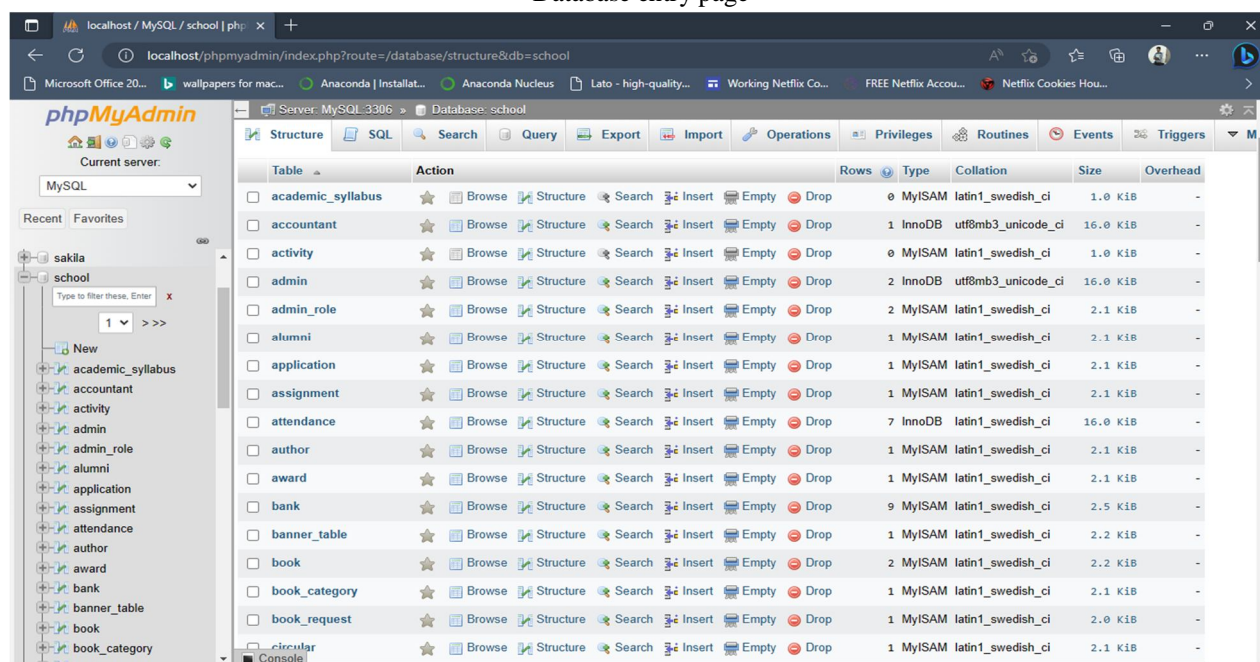 Database entry page
localhost / MySQL / school | php
localhost/phpmyadmin/index.php?route=/database/structure&db=school
Microsoft Office 20... wallpapers for mac... Anaconda | Installat... Anaconda Nucleus Lato - high-quality... Working Netflix Co... FREE Netflix Accou... Netflix Cookies Hou...
phpMyAdmin
Current server:
MySQL
Recent Favorites
sakila
school
Type to filter these, Enter X
1 > >>
New
academic_syllabus
accountant
activity
admin
admin_role
alumni
application
assignment
attendance
author
award
bank
banner_table
book
book_category
Server: MySQL:3306 » Database: school
Structure SQL Search Query Export Import Operations Privileges Routines Events Triggers M
Table Action Rows Type Collation Size Overhead
academic_syllabus Browse Structure Search Insert Empty Drop 0 MyISAM latin1_swedish_ci 1.0 KiB -
accountant Browse Structure Search Insert Empty Drop 1 InnoDB utf8mb3_unicode_ci 16.0 KiB -
activity Browse Structure Search Insert Empty Drop 0 MyISAM latin1_swedish_ci 1.0 KiB -
admin Browse Structure Search Insert Empty Drop 2 InnoDB utf8mb3_unicode_ci 16.0 KiB -
admin_role Browse Structure Search Insert Empty Drop 2 MyISAM latin1_swedish_ci 2.1 KiB -
alumni Browse Structure Search Insert Empty Drop 1 MyISAM latin1_swedish_ci 2.1 KiB -
application Browse Structure Search Insert Empty Drop 1 MyISAM latin1_swedish_ci 2.1 KiB -
assignment Browse Structure Search Insert Empty Drop 1 MyISAM latin1_swedish_ci 2.1 KiB -
attendance Browse Structure Search Insert Empty Drop 7 InnoDB latin1_swedish_ci 16.0 KiB -
author Browse Structure Search Insert Empty Drop 1 MyISAM latin1_swedish_ci 2.1 KiB -
award Browse Structure Search Insert Empty Drop 1 MyISAM latin1_swedish_ci 2.1 KiB -
bank Browse Structure Search Insert Empty Drop 9 MyISAM latin1_swedish_ci 2.5 KiB -
banner_table Browse Structure Search Insert Empty Drop 1 MyISAM latin1_swedish_ci 2.2 KiB -
book Browse Structure Search Insert Empty Drop 2 MyISAM latin1_swedish_ci 2.2 KiB -
book_category Browse Structure Search Insert Empty Drop 1 MyISAM latin1_swedish_ci 2.1 KiB -
book_request Browse Structure Search Insert Empty Drop 1 MyISAM latin1_swedish_ci 2.0 KiB -
circular Browse Structure Search Insert Empty Drop 1 MyISAM latin1_swedish_ci 2.1 KiB -
Console